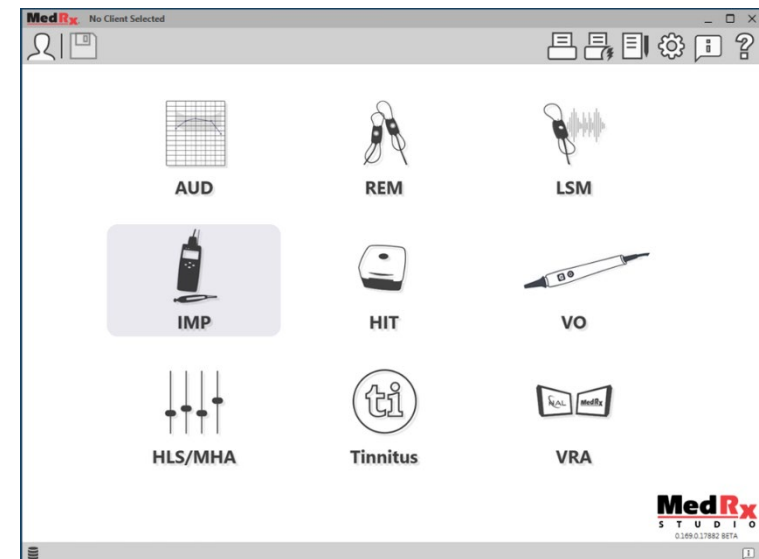 MedRx No Client Selected
AUD REM LSM
IMP HIT VO
ti
NAL MedRx
HLS/MHA Tinnitus VRA
MedRx
STUDIO
0.169.0.17882 BETA